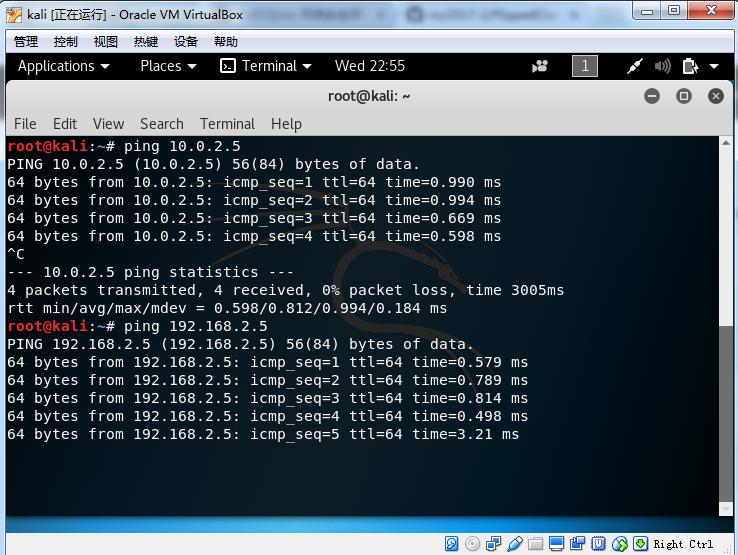 kali [正在运行] - Oracle VM VirtualBox
管理 控制 视图 热键 设备 帮助
Applications Places Terminal Wed 22:55 1
root@kali: ~
File Edit View Search Terminal Help
root@kali:~# ping 10.0.2.5
PING 10.0.2.5 (10.0.2.5) 56(84) bytes of data.
64 bytes from 10.0.2.5: icmp_seq=1 ttl=64 time=0.990 ms
64 bytes from 10.0.2.5: icmp_seq=2 ttl=64 time=0.994 ms
64 bytes from 10.0.2.5: icmp_seq=3 ttl=64 time=0.669 ms
64 bytes from 10.0.2.5: icmp_seq=4 ttl=64 time=0.598 ms
^C
--- 10.0.2.5 ping statistics ---
4 packets transmitted, 4 received, 0% packet loss, time 3005ms
rtt min/avg/max/mdev = 0.598/0.812/0.994/0.184 ms
root@kali:~# ping 192.168.2.5
PING 192.168.2.5 (192.168.2.5) 56(84) bytes of data.
64 bytes from 192.168.2.5: icmp_seq=1 ttl=64 time=0.579 ms
64 bytes from 192.168.2.5: icmp_seq=2 ttl=64 time=0.789 ms
64 bytes from 192.168.2.5: icmp_seq=3 ttl=64 time=0.814 ms
64 bytes from 192.168.2.5: icmp_seq=4 ttl=64 time=0.498 ms
64 bytes from 192.168.2.5: icmp_seq=5 ttl=64 time=3.21 ms
Right Ctrl